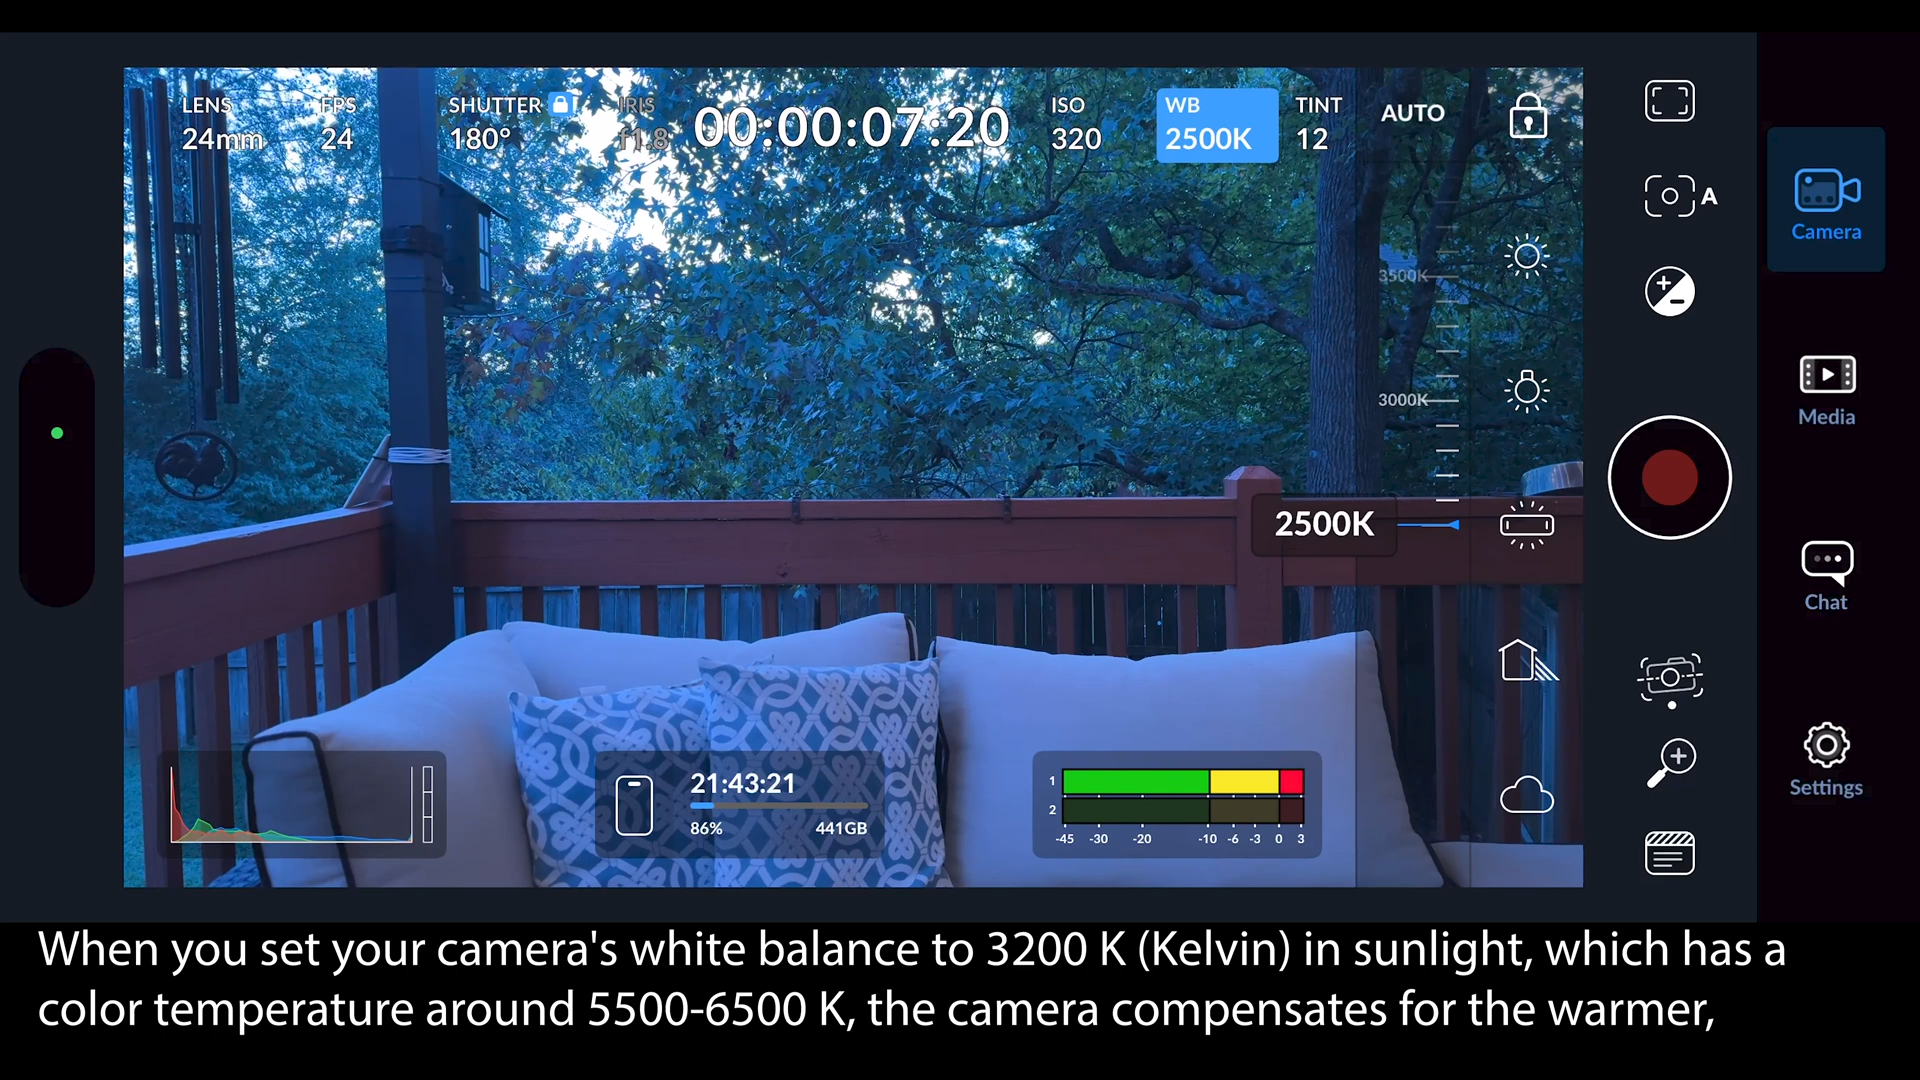 LENS FPS SHUTTER IRIS 00:00:07:20 ISO WB TINT AUTO
24mm 24 180° f1.8 320 2500K 12
A
Camera
3500K
3000K
Media
2500K
Chat
Settings
21:43:21
86% 441GB
1
2
-45 -30 -20 -10 -6 -3 0 3
When you set your camera's white balance to 3200 K (Kelvin) in sunlight, which has a
color temperature around 5500-6500 K, the camera compensates for the warmer,